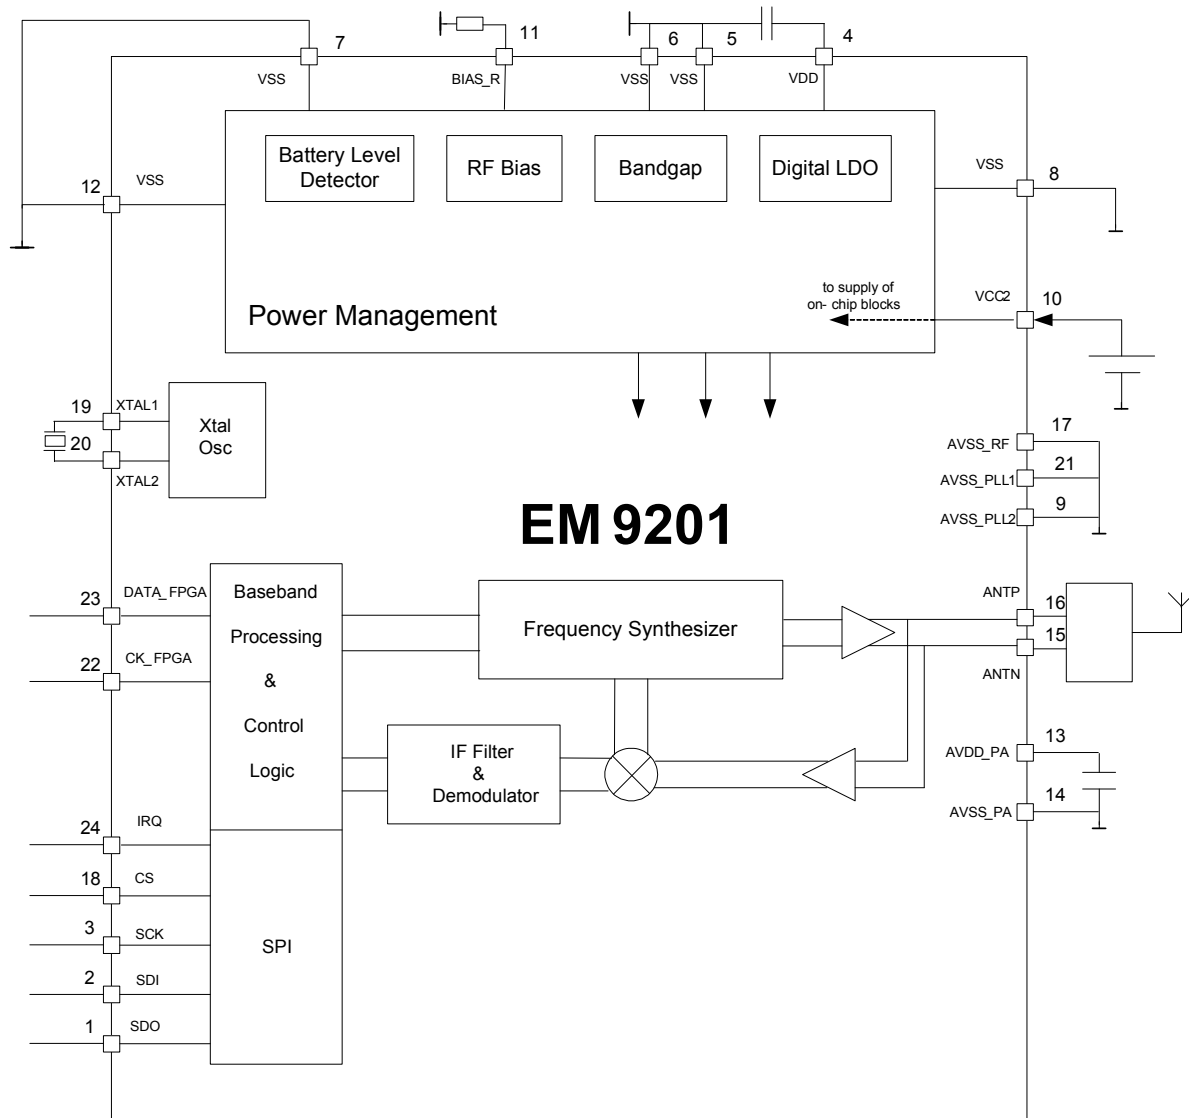 7
11
6
5
4
VSS
BIAS_R
VSS
VSS
VDD
Battery Level
Detector
RF Bias
Bandgap
Digital LDO
12
VSS
VSS
8
to supply of
on- chip blocks
VCC2
10
Power Management
19
XTAL1
20
XTAL2
Xtal
Osc
17
AVSS_RF
21
AVSS_PLL1
9
AVSS_PLL2
EM 9201
23
DATA_FPGA
22
CK_FPGA
Baseband
Processing
&
Control
Logic
Frequency Synthesizer
ANTP
16
15
ANTN
IF Filter
&
Demodulator
13
AVDD_PA
14
AVSS_PA
24
IRQ
18
CS
3
SCK
SPI
2
SDI
1
SDO